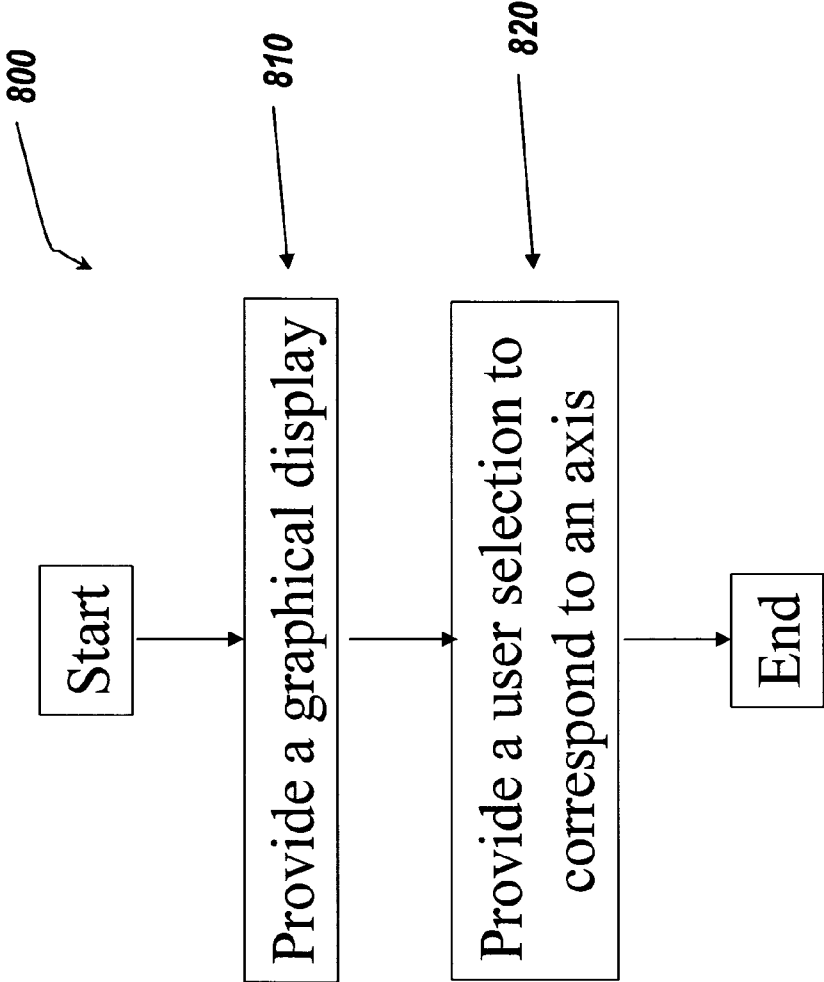 800
Start
Provide a graphical display
810
Provide a user selection to
correspond to an axis
820
End